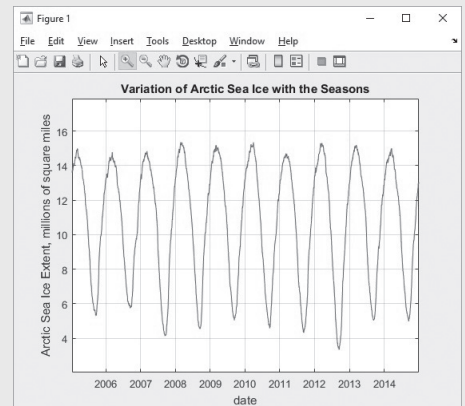 Figure 1
File Edit View Insert Tools Desktop Window Help
Variation of Arctic Sea Ice with the Seasons
Arctic Sea Ice Extent, millions of square miles
16
14
12
10
8
6
4
2006 2007 2008 2009 2010 2011 2012 2013 2014
date